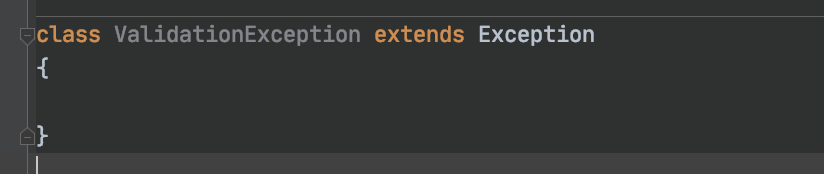 class ValidationException extends Exception
{
}